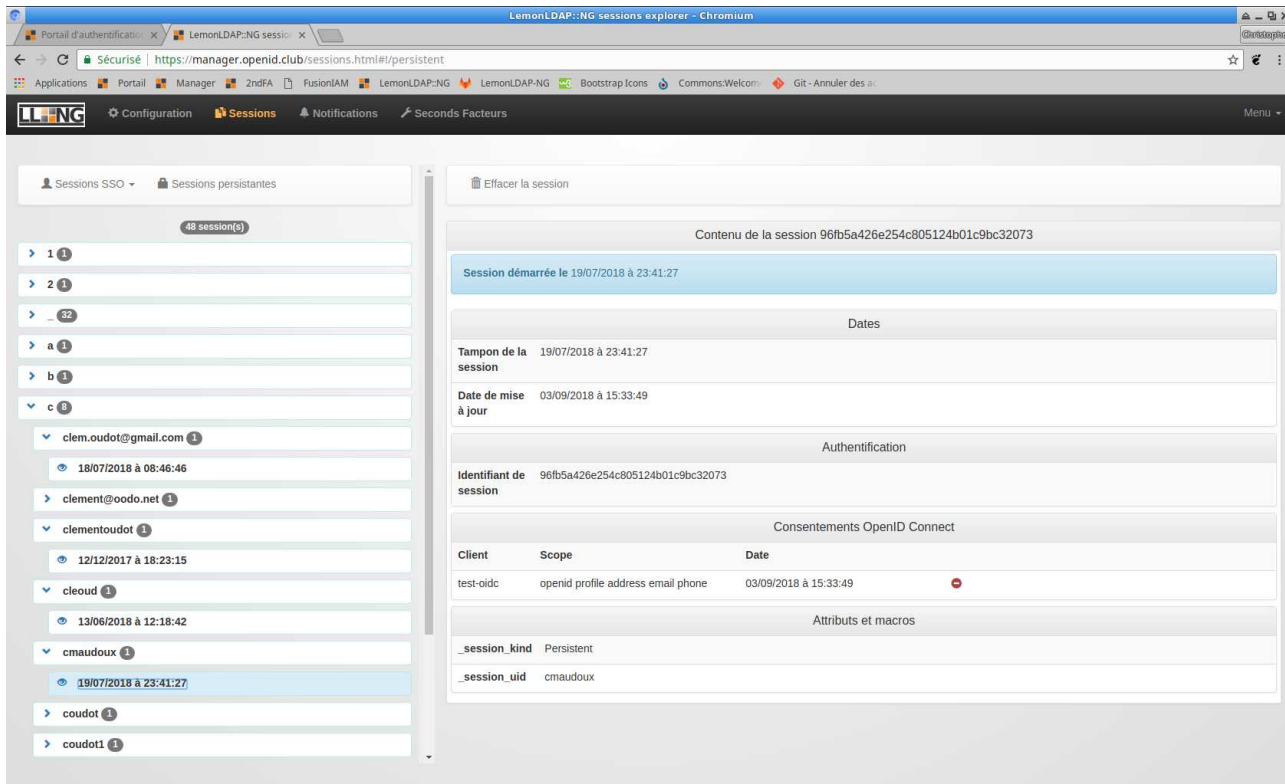 LemonLDAP::NG sessions explorer - Chromium
Portail d'authentification
LemonLDAP::NG sessio
Christophe
Sécurisé | https://manager.openid.club/sessions.html#!/persistent
Applications Portail Manager 2ndFA FusionIAM LemonLDAP::NG LemonLDAP-NG Bootstrap Icons Commons:Welcom Git - Annuler des ac
LL::NG Configuration Sessions Notifications Seconds Facteurs Menu
Sessions SSO Sessions persistantes
48 session(s)
1 1
2 1
_ 32
a 1
b 1
c 8
clem.oudot@gmail.com 1
18/07/2018 à 08:46:46
clement@oodo.net 1
clementoudot 1
12/12/2017 à 18:23:15
cleoud 1
13/06/2018 à 12:18:42
cmaudoux 1
19/07/2018 à 23:41:27
coudot 1
coudot1 1
Effacer la session
Contenu de la session 96fb5a426e254c805124b01c9bc32073
Session démarrée le 19/07/2018 à 23:41:27
Dates
Tampon de la 19/07/2018 à 23:41:27
session
Date de mise 03/09/2018 à 15:33:49
à jour
Authentification
Identifiant de 96fb5a426e254c805124b01c9bc32073
session
Consentements OpenID Connect
Client Scope Date
test-oidc openid profile address email phone 03/09/2018 à 15:33:49
Attributs et macros
_session_kind Persistent
_session_uid cmaudoux